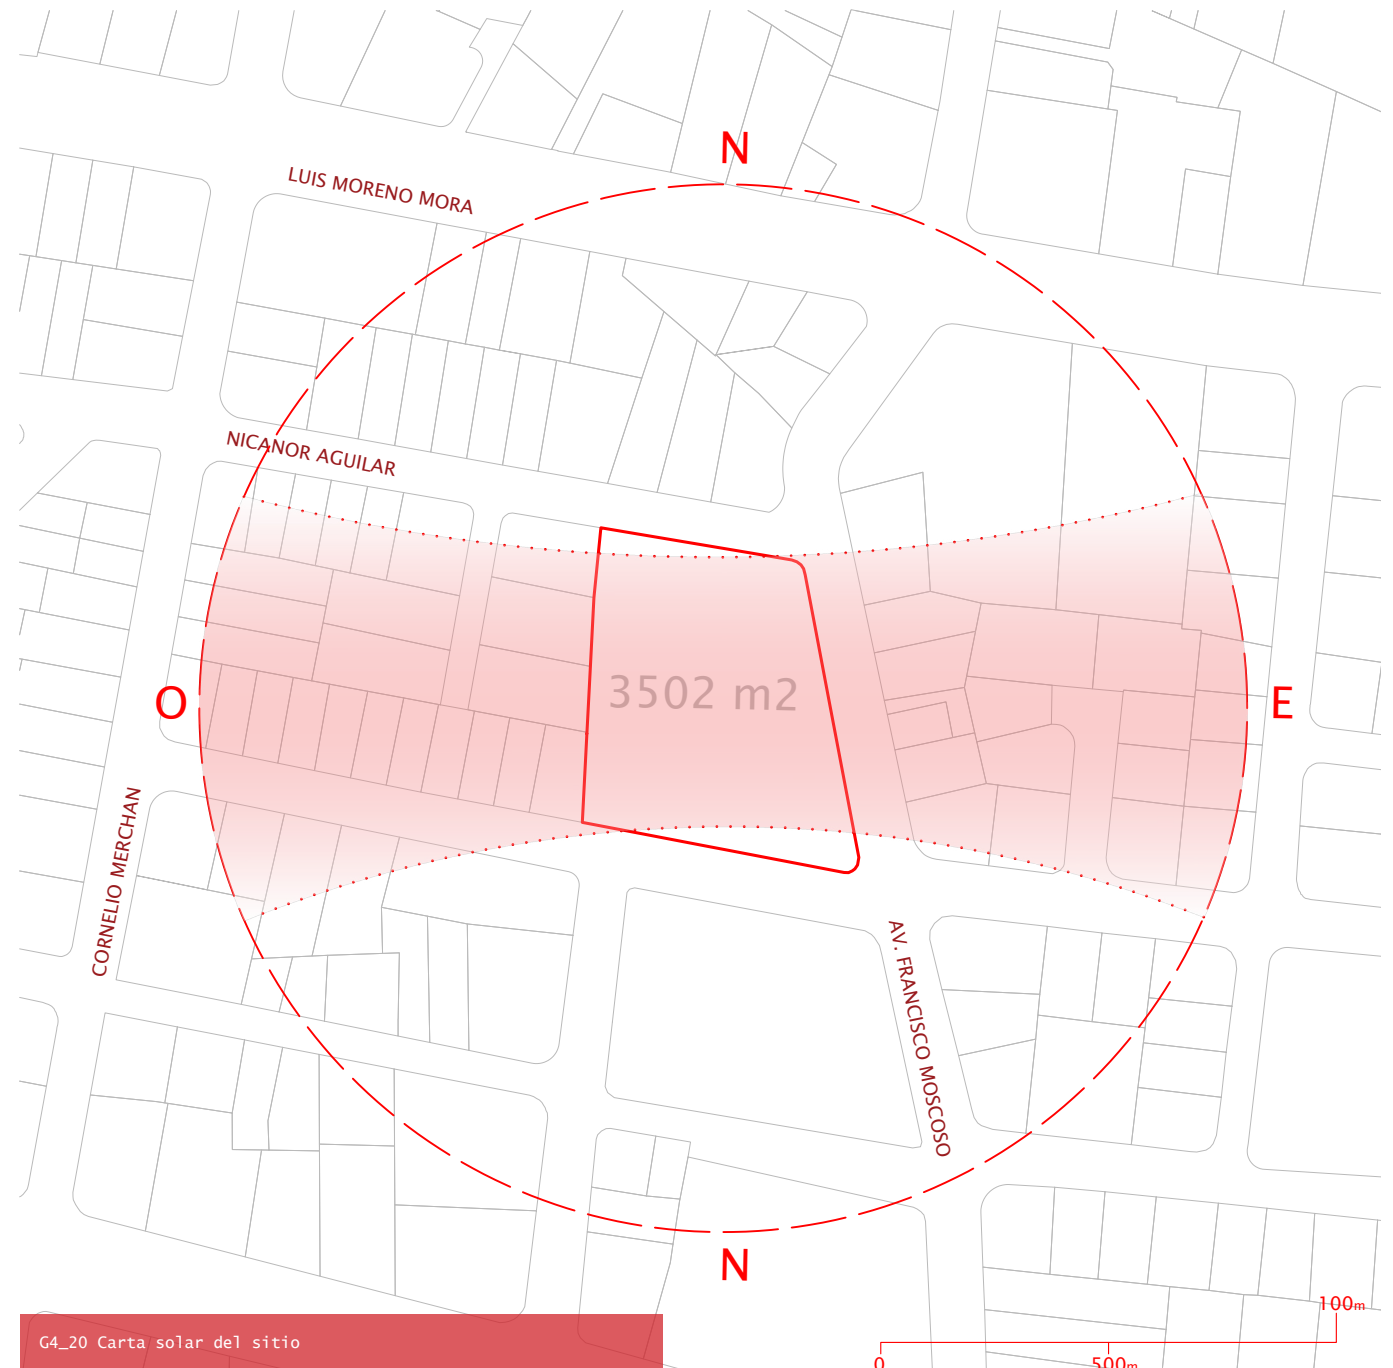 N
LUIS MORENO MORA
NICANOR AGUILAR
3502 m2
O
E
CORNELIO MERCHAN
AV. FRANCISCO MOSCOSO
N
100m
G4_20 Carta solar del sitio
0
500m